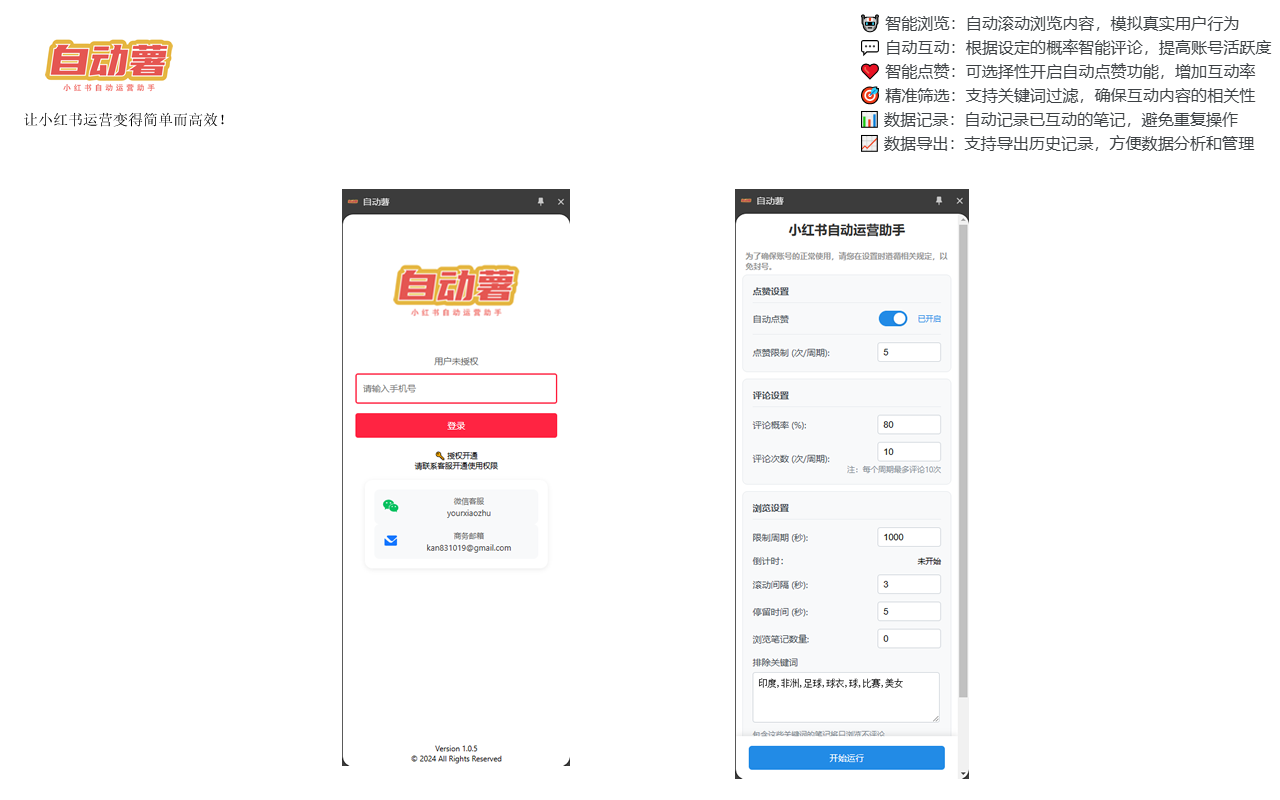 自动薯
小红书自动运营助手
让小红书运营变得简单而高效！
智能浏览：自动滚动浏览内容，模拟真实用户行为
自动互动：根据设定的概率智能评论，提高账号活跃度
智能点赞：可选择性开启自动点赞功能，增加互动率
精准筛选：支持关键词过滤，确保互动内容的相关性
数据记录：自动记录已互动的笔记，避免重复操作
数据导出：支持导出历史记录，方便数据分析和管理
自动薯
自动薯
小红书自动运营助手
用户未授权
请输入手机号
登录
授权开通
请联系客服开通使用权限
微信客服
yourxiaozhu
商务邮箱
kan831019@gmail.com
Version 1.0.5
© 2024 All Rights Reserved
自动薯
小红书自动运营助手
为了确保账号的正常使用，请您在设置时遵循相关规定，以
免封号。
点赞设置
自动点赞 已开启
点赞限制 (次/周期): 5
评论设置
评论概率 (%): 80
评论次数 (次/周期): 10
注：每个周期最多评论10次
浏览设置
限制周期 (秒): 1000
倒计时: 未开始
滚动间隔 (秒): 3
停留时间 (秒): 5
浏览笔记数量: 0
排除关键词
印度,非洲,足球,球衣,球,比赛,美女
包含这些关键词的笔记将只浏览不评论
开始运行